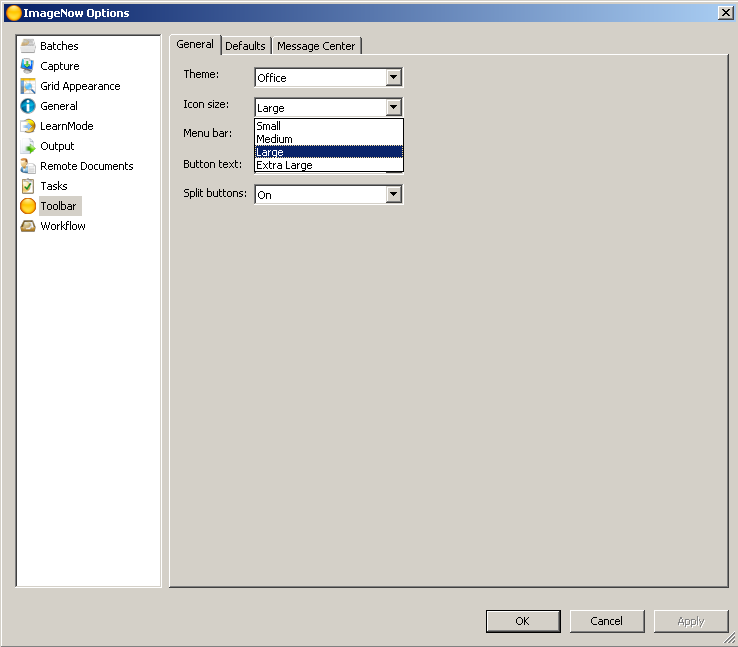 ImageNow Options
Batches
Capture
Grid Appearance
General
LearnMode
Output
Remote Documents
Tasks
Toolbar
Workflow
General Defaults Message Center
Theme: Office
Icon size: Large
Small
Menu bar:
Medium
Large
Button text:
Extra Large
Split buttons: On
OK Cancel Apply